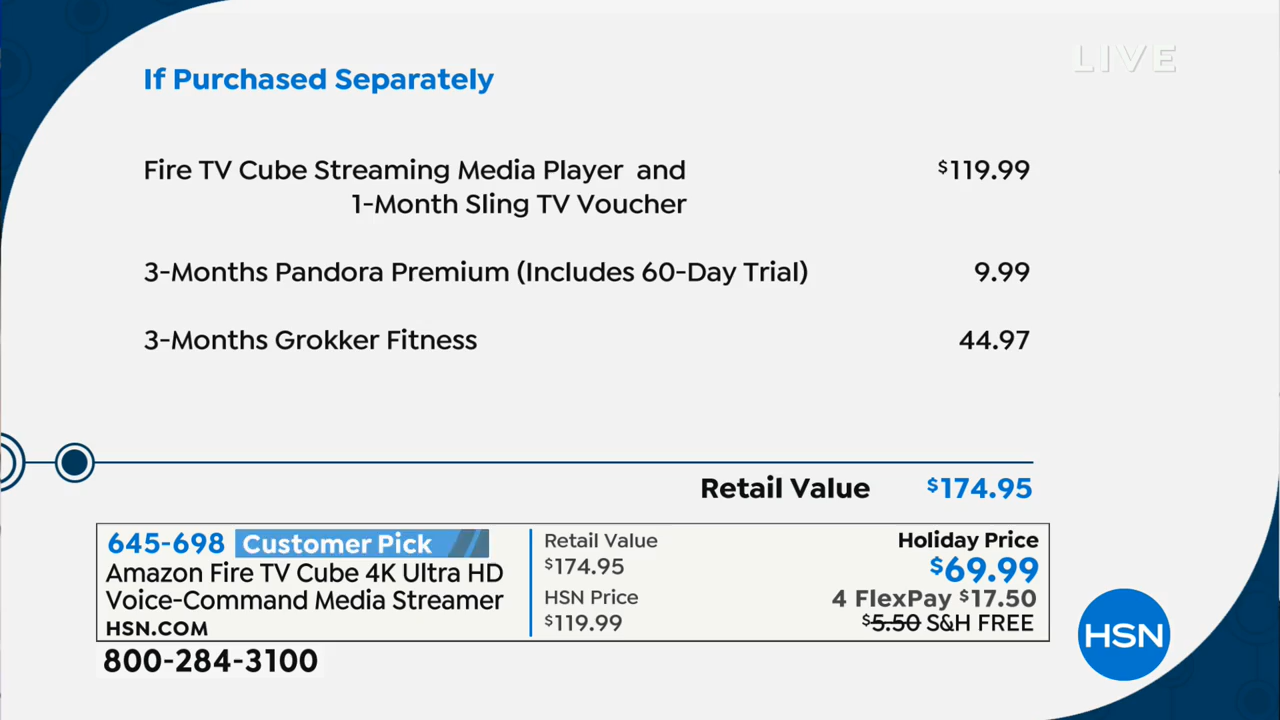 LIVE
If Purchased Separately
Fire TV Cube Streaming Media Player and $119.99
1-Month Sling TV Voucher
3-Months Pandora Premium (Includes 60-Day Trial) 9.99
3-Months Grokker Fitness 44.97
Retail Value $174.95
645-698 Customer Pick
Amazon Fire TV Cube 4K Ultra HD
Voice-Command Media Streamer
HSN.COM
Retail Value
$174.95
HSN Price
$119.99
Holiday Price
$69.99
4 FlexPay $17.50
$5.50 S&H FREE
HSN
800-284-3100